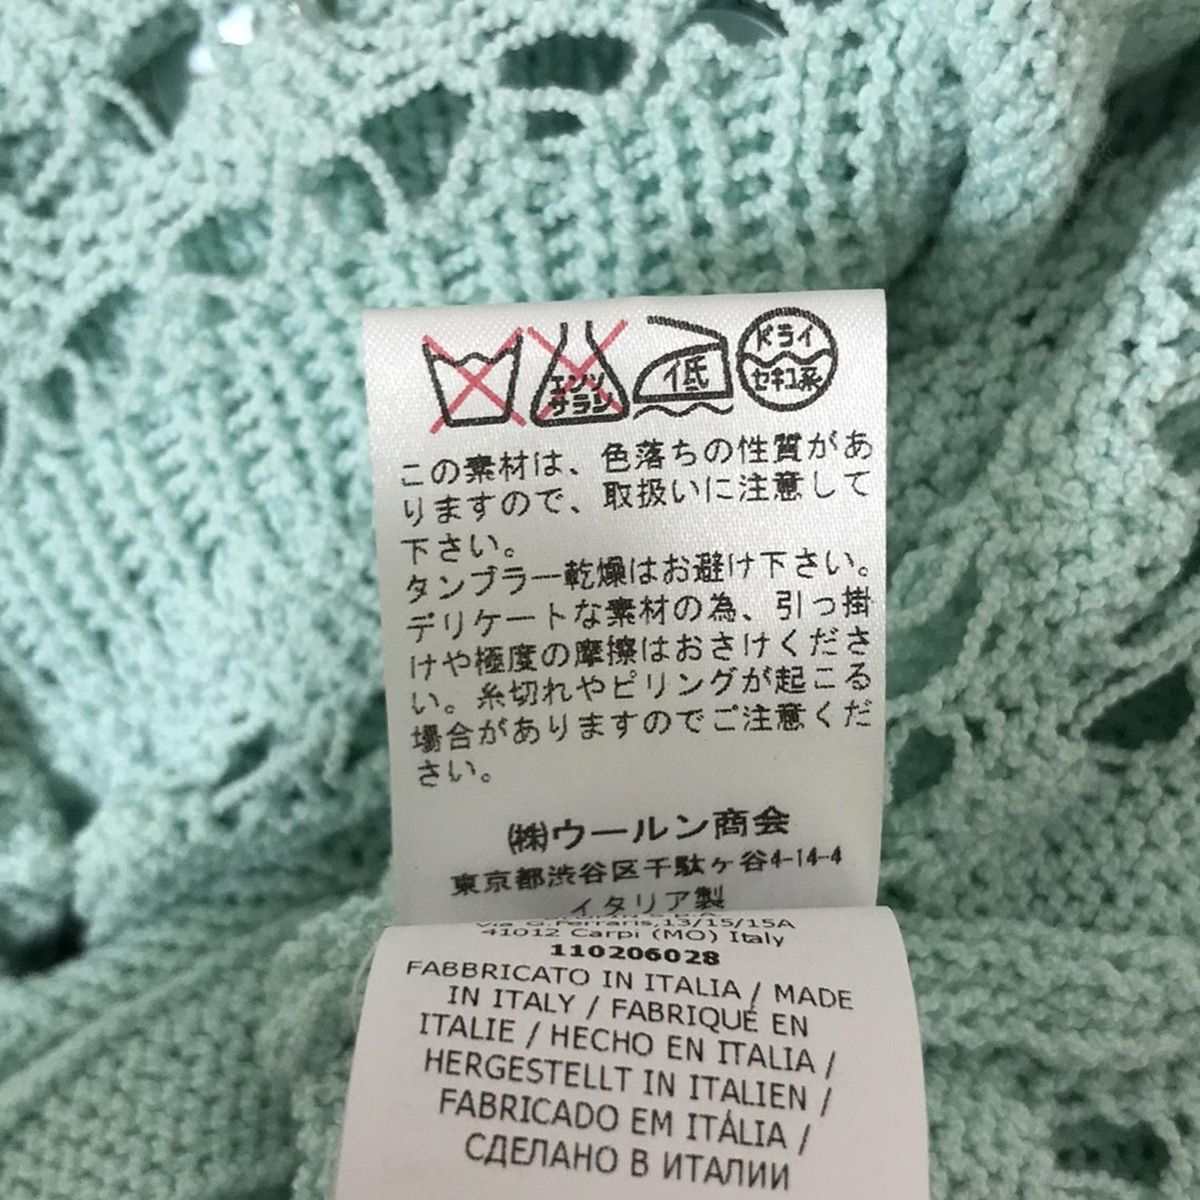 エンソ
サラシ
低
ドライ
セキユ系
この素材は、色落ちの性質があ
りますので、取扱いに注意して
下さい。
タンブラー乾燥はお避け下さい。
デリケートな素材の為、引っ掛
けや極度の摩擦はおさけくださ
い。糸切れやピリングが起こる
場合がありますのでご注意くだ
さい。
㈱ウールン商会
東京都渋谷区千駄ヶ谷4-14-4
イタリア製
Via G.Ferraris,13/15/15A
41012 Carpi (MO) Italy
110206028
FABBRICATO IN ITALIA / MADE
IN ITALY / FABRIQUÉ EN
ITALIE / HECHO EN ITALIA /
HERGESTELLT IN ITALIEN /
FABRICADO EM ITÁLIA /
СДЕЛАНО В ИТАЛИИ